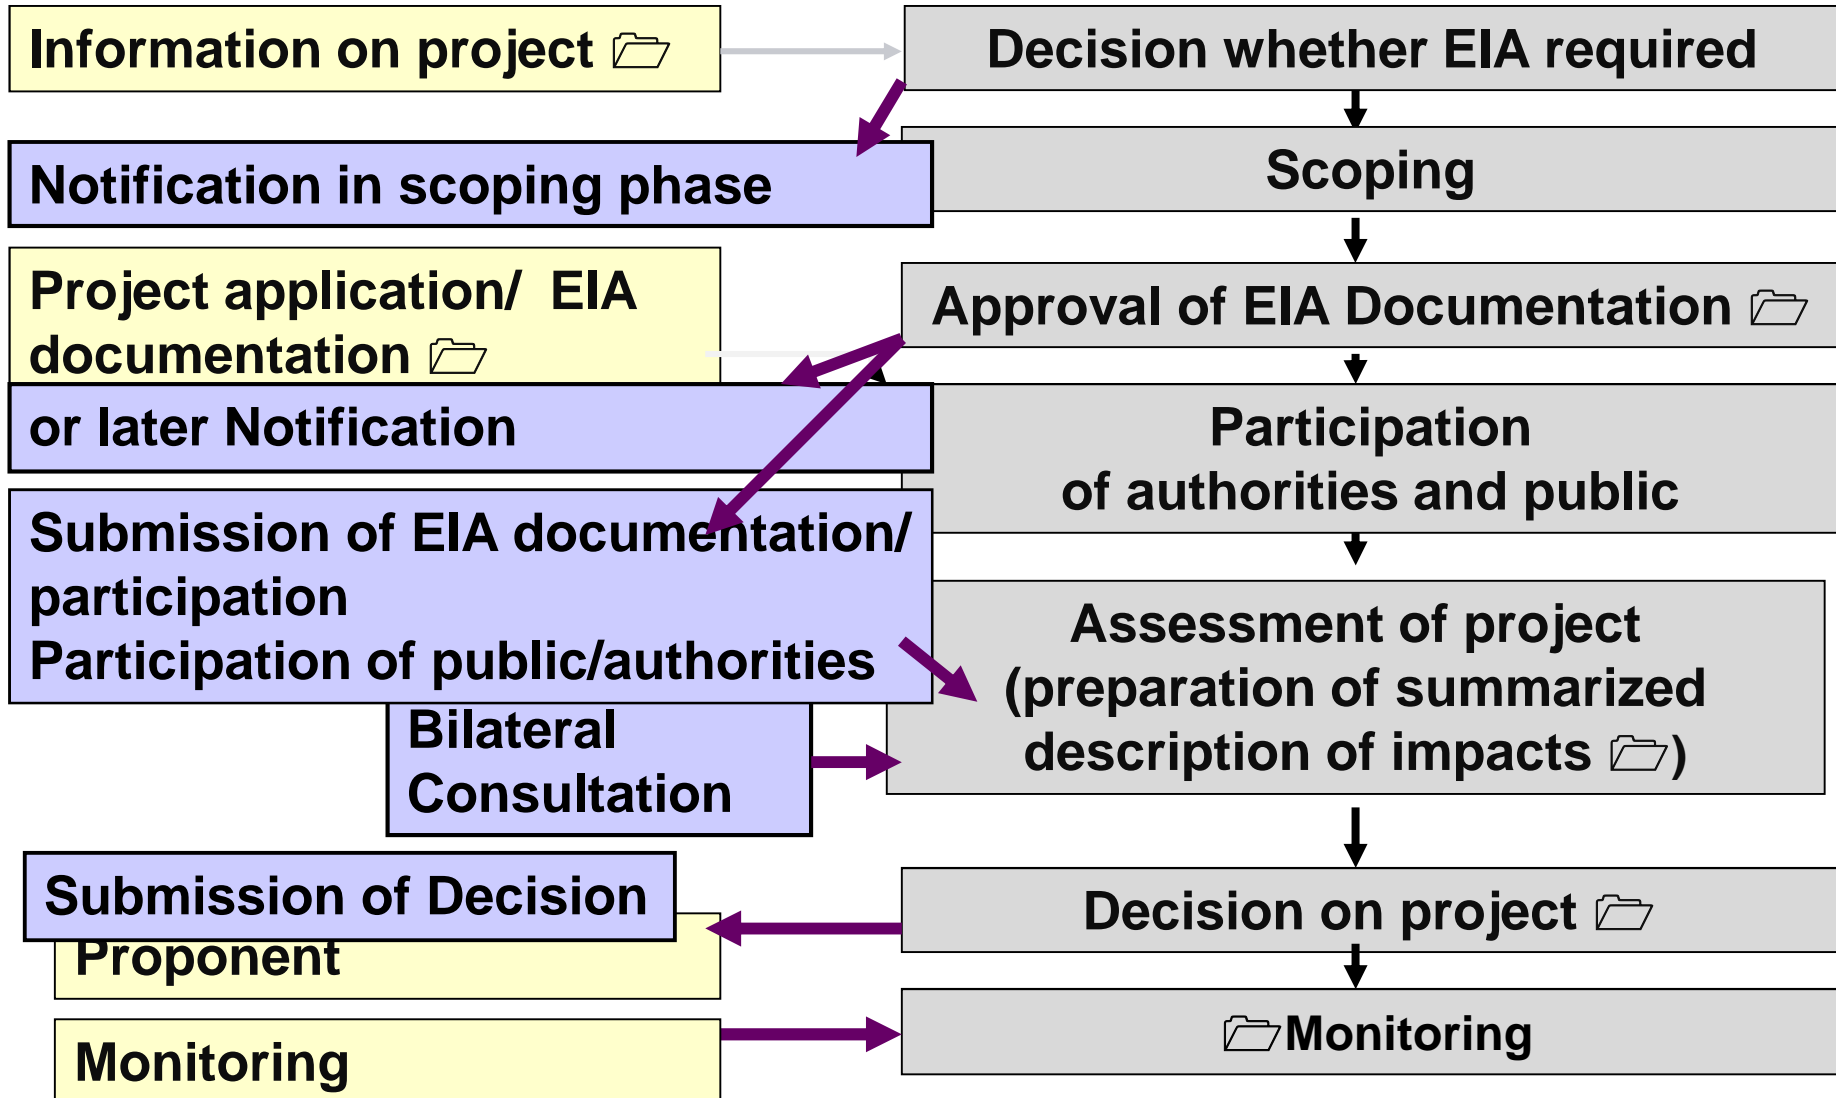 Information on project
Decision whether EIA required
Notification in scoping phase
Scoping
Project application/ EIA
documentation
Approval of EIA Documentation
or later Notification
Participation
of authorities and public
Submission of EIA documentation/
participation
Participation of public/authorities
Assessment of project
(preparation of summarized
description of impacts )
Bilateral
Consultation
Submission of Decision
Proponent
Decision on project
Monitoring
Monitoring